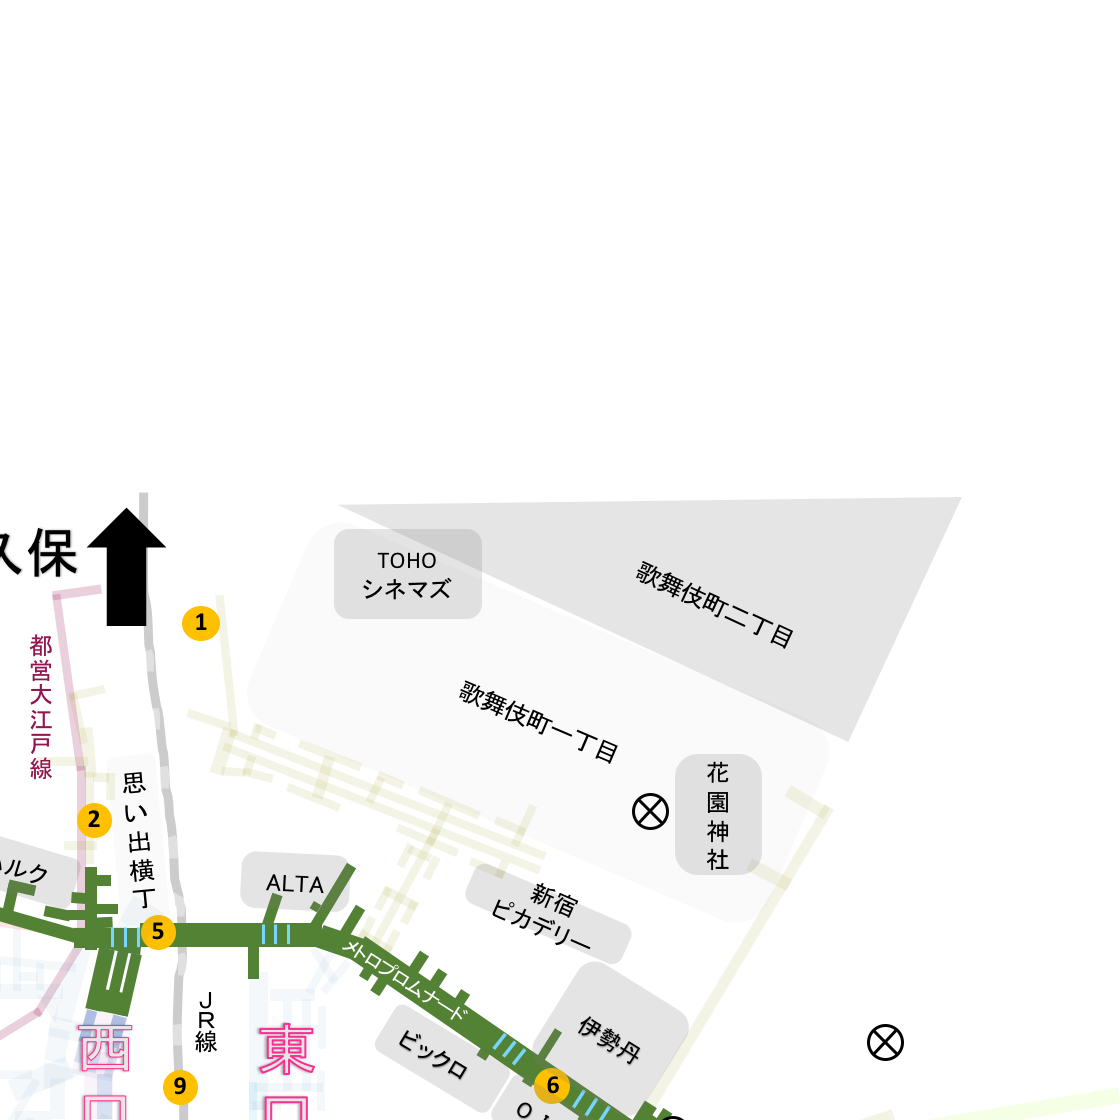 久保
TOHO
シネマズ
歌舞伎町二丁目
1
都営大江戸線
歌舞伎町一丁目
花園神社
思い出横丁
2
ハルク
ALTA
新宿
ピカデリー
5
メトロプロムナード
JR線
西口
東口
伊勢丹
ビックロ
9
6